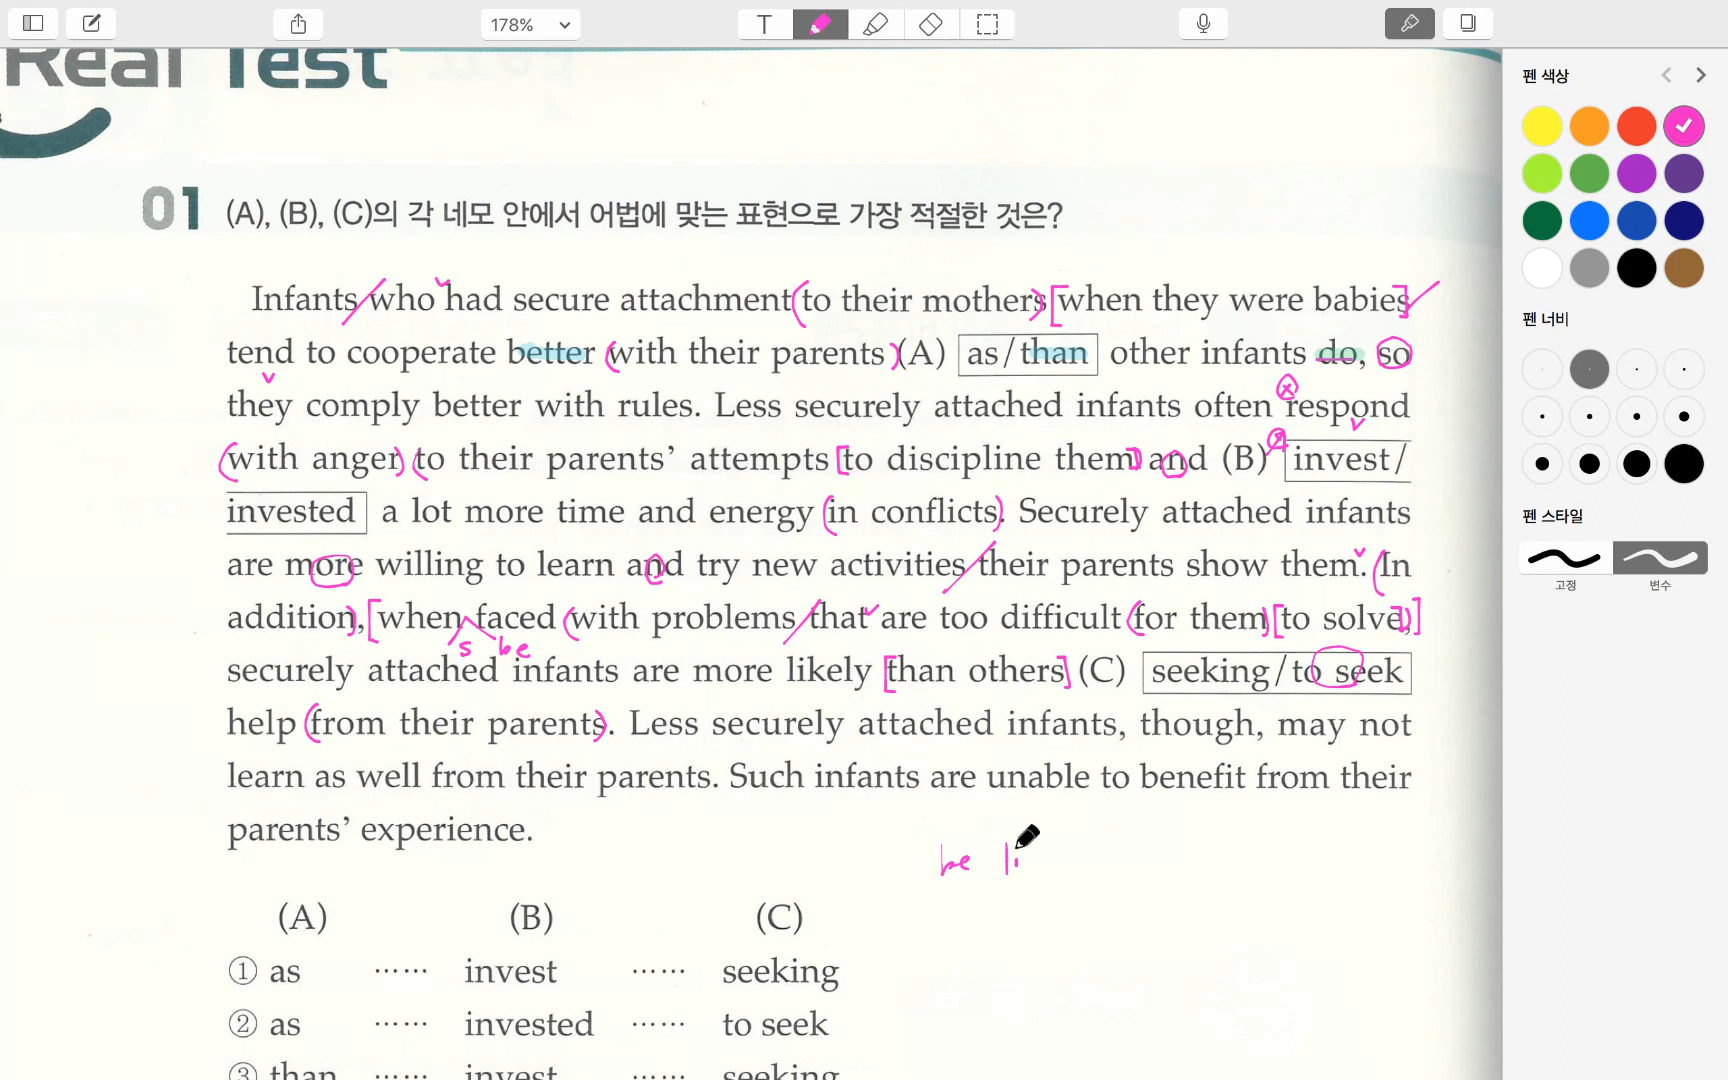 178%
T
Real Test
펜 색상
01 (A), (B), (C)의 각 네모 안에서 어법에 맞는 표현으로 가장 적절한 것은?
Infants who had secure attachment to their mothers when they were babies
tend to cooperate better with their parents (A) as/than other infants do, so
they comply better with rules. Less securely attached infants often respond
with anger to their parents’ attempts to discipline them and (B) invest/
invested a lot more time and energy in conflicts. Securely attached infants
are more willing to learn and try new activities their parents show them. In
addition, when faced with problems that are too difficult for them to solve,
s be
securely attached infants are more likely than others (C) seeking/to seek
help from their parents. Less securely attached infants, though, may not
learn as well from their parents. Such infants are unable to benefit from their
parents’ experience.
be li
(A) (B) (C)
① as ...... invest ...... seeking
② as ...... invested ...... to seek
③ than ...... invest ...... seeking
펜 너비
펜 스타일
고정 변수